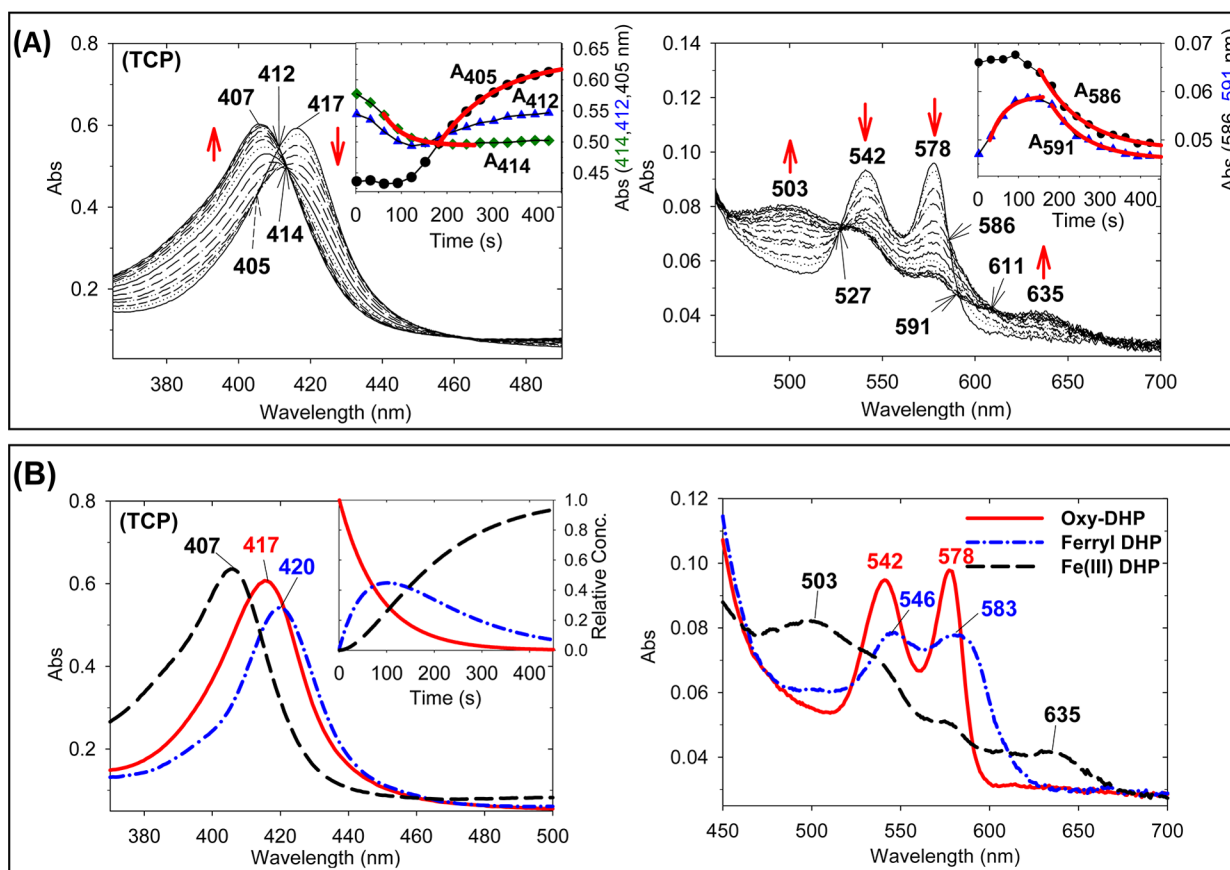 (A)
(TCP)
Abs
0.8
0.6
0.4
0.2
407
412
417
414
405
380
400
420
440
460
480
Wavelength (nm)
A405
A412
A414
0.65
0.60
0.55
0.50
0.45
Abs (414,412,405 nm)
0 100 200 300 400
Time (s)
Abs
0.14
0.12
0.10
0.08
0.06
0.04
503
542
578
586
611
635
527
591
500
550
600
650
700
Wavelength (nm)
A586
A591
0.07
0.06
0.05
Abs (586, 591 nm)
0 100 200 300 400
Time (s)
(B)
(TCP)
Abs
0.8
0.6
0.4
0.2
407
417
420
380
400
420
440
460
480
500
Wavelength (nm)
1.0
0.8
0.6
0.4
0.2
0.0
Relative Conc.
0 100 200 300 400
Time (s)
Abs
0.12
0.10
0.08
0.06
0.04
Oxy-DHP
Ferryl DHP
Fe(III) DHP
503
542
546
578
583
635
450
500
550
600
650
700
Wavelength (nm)